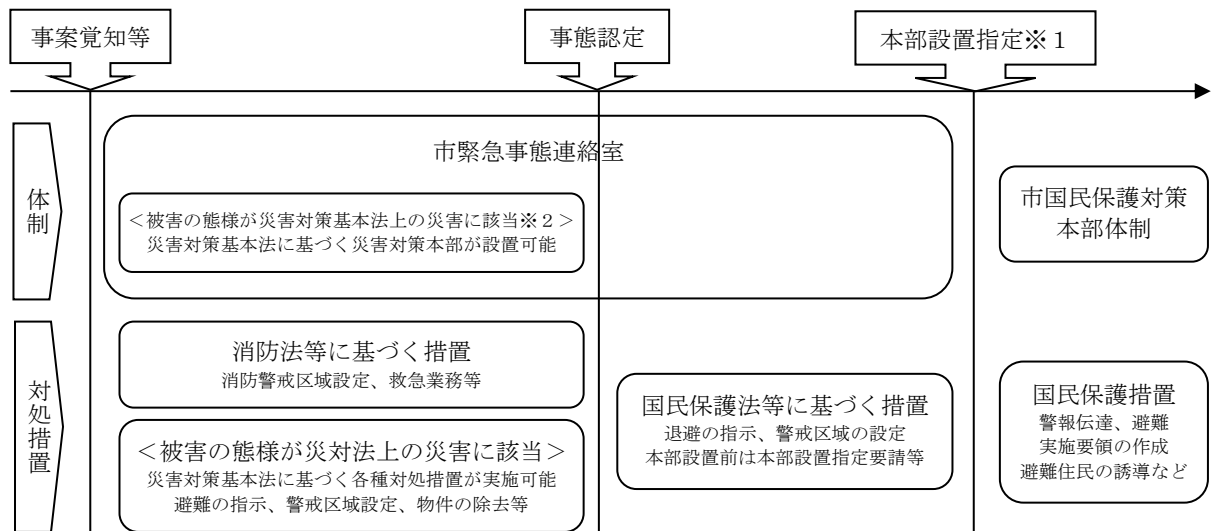 事案覚知等
事態認定
本部設置指定※1
体制
市緊急事態連絡室
<被害の態様が災害対策基本法上の災害に該当※2>
災害対策基本法に基づく災害対策本部が設置可能
市国民保護対策
本部体制
対処措置
消防法等に基づく措置
消防警戒区域設定、救急業務等
<被害の態様が災対法上の災害に該当>
災害対策基本法に基づく各種対処措置が実施可能
避難の指示、警戒区域設定、物件の除去等
国民保護法等に基づく措置
退避の指示、警戒区域の設定
本部設置前は本部設置指定要請等
国民保護措置
警報伝達、避難
実施要領の作成
避難住民の誘導など